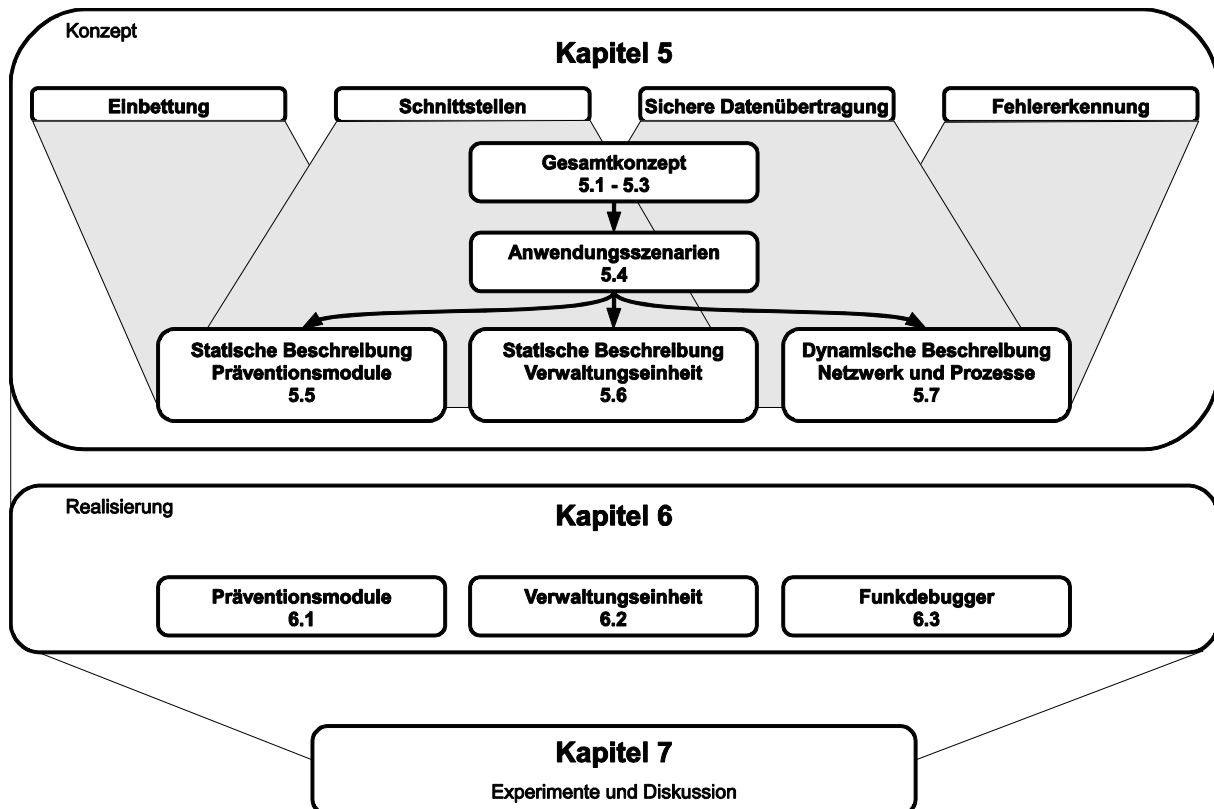 Konzept
Kapitel 5
Einbettung
Schnittstellen
Sichere Datenübertragung
Fehlererkennung
Gesamtkonzept
5.1 - 5.3
Anwendungsszenarien
5.4
Statische Beschreibung
Präventionsmodule
5.5
Statische Beschreibung
Verwaltungseinheit
5.6
Dynamische Beschreibung
Netzwerk und Prozesse
5.7
Realisierung
Kapitel 6
Präventionsmodule
6.1
Verwaltungseinheit
6.2
Funkdebugger
6.3
Kapitel 7
Experimente und Diskussion